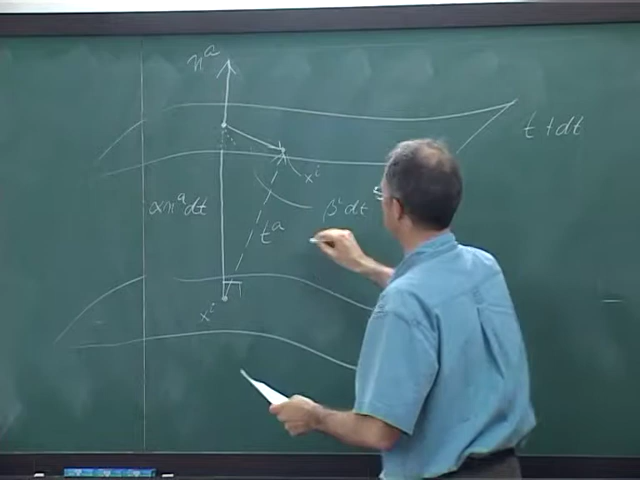 n^a
t + dt
x^i
αn^a dt
β^i dt
t^a
x^i